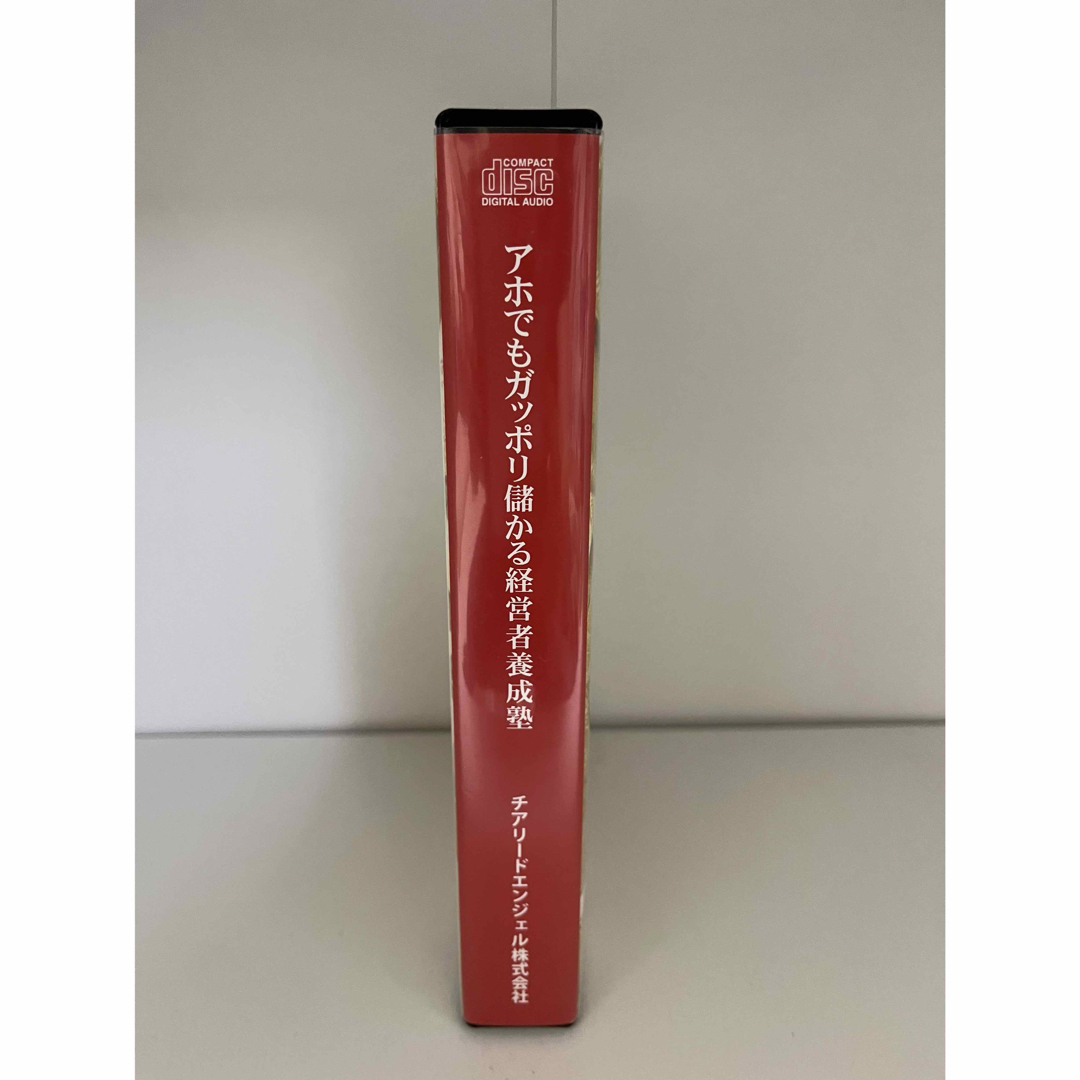 COMPACT
disc
DIGITAL AUDIO
アホでもガッポリ儲かる経営者養成塾
チアリードエンジェル株式会社